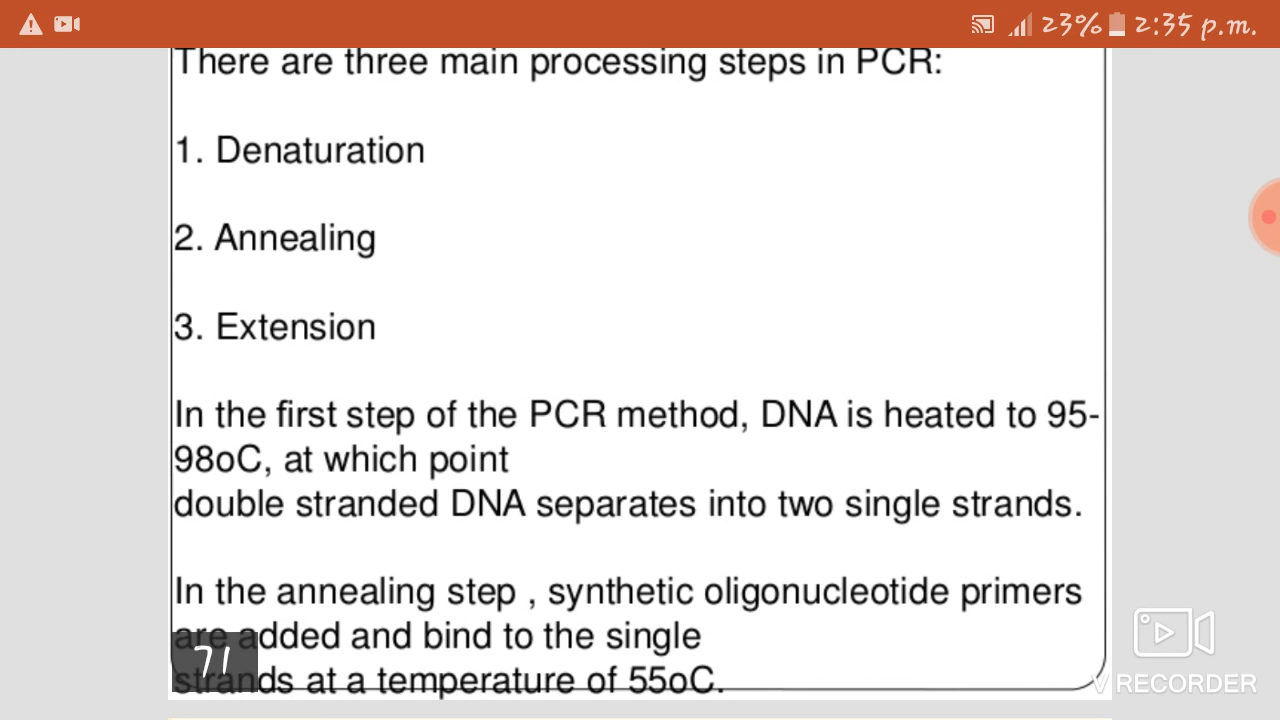 23% 2:35 p.m.
There are three main processing steps in PCR:
1. Denaturation
2. Annealing
3. Extension
In the first step of the PCR method, DNA is heated to 95-
98oC, at which point
double stranded DNA separates into two single strands.
In the annealing step , synthetic oligonucleotide primers
are added and bind to the single
strands at a temperature of 55oC.
71
V RECORDER